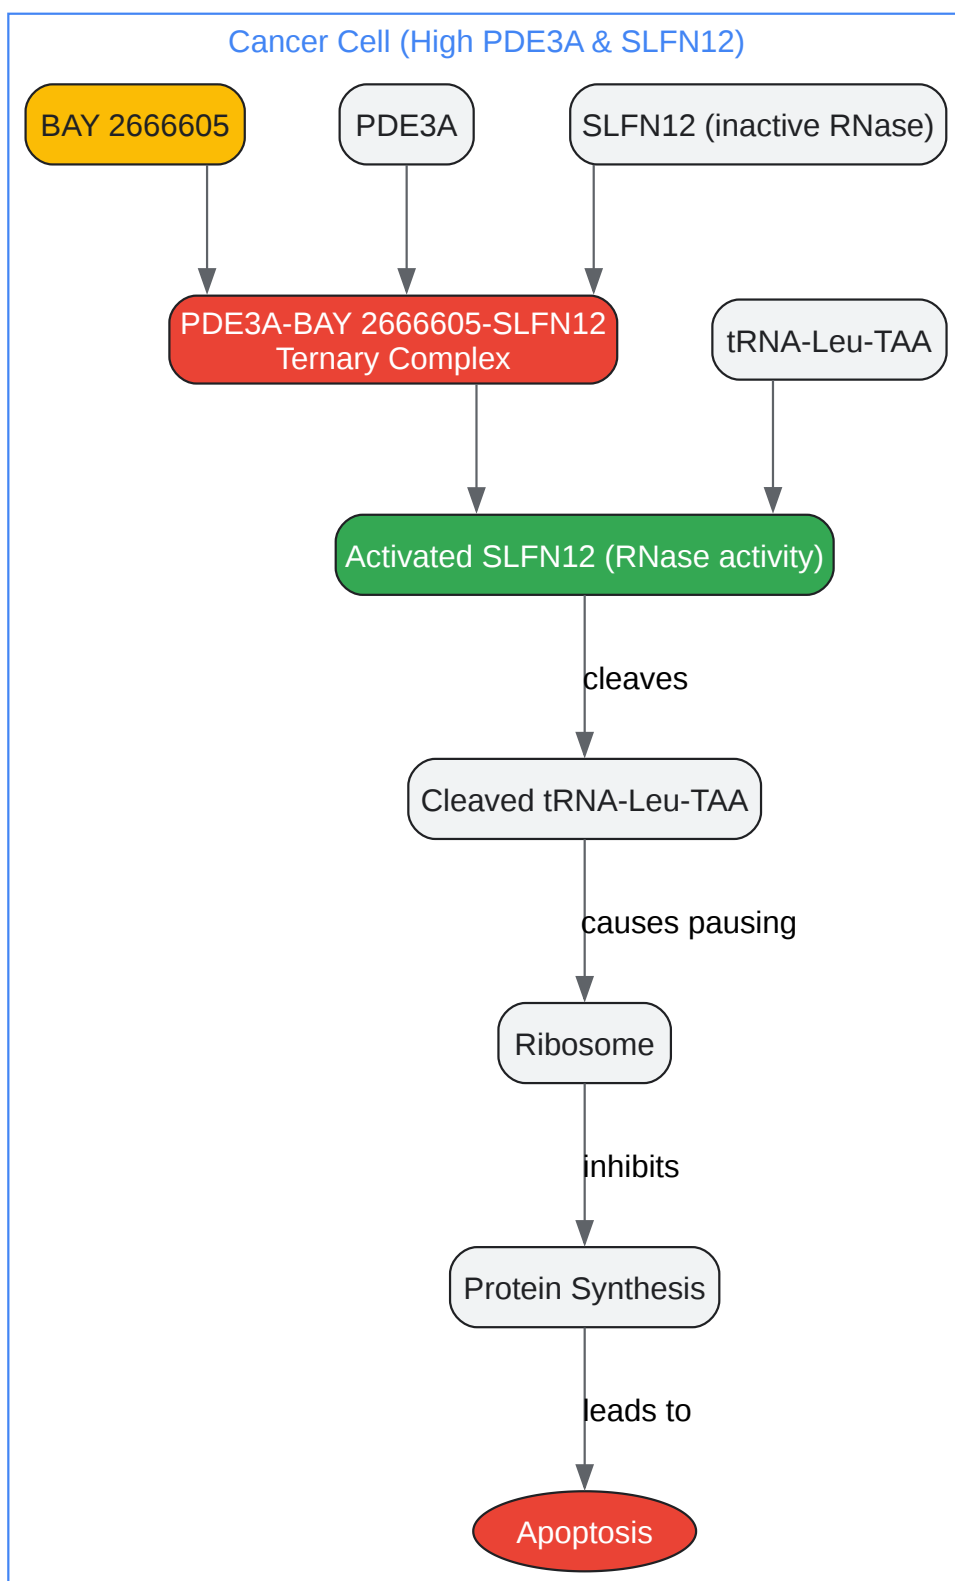 Cancer Cell (High PDE3A & SLFN12)
BAY 2666605
PDE3A
SLFN12 (inactive RNase)
PDE3A-BAY 2666605-SLFN12
Ternary Complex
tRNA-Leu-TAA
Activated SLFN12 (RNase activity)
cleaves
Cleaved tRNA-Leu-TAA
causes pausing
Ribosome
inhibits
Protein Synthesis
leads to
Apoptosis